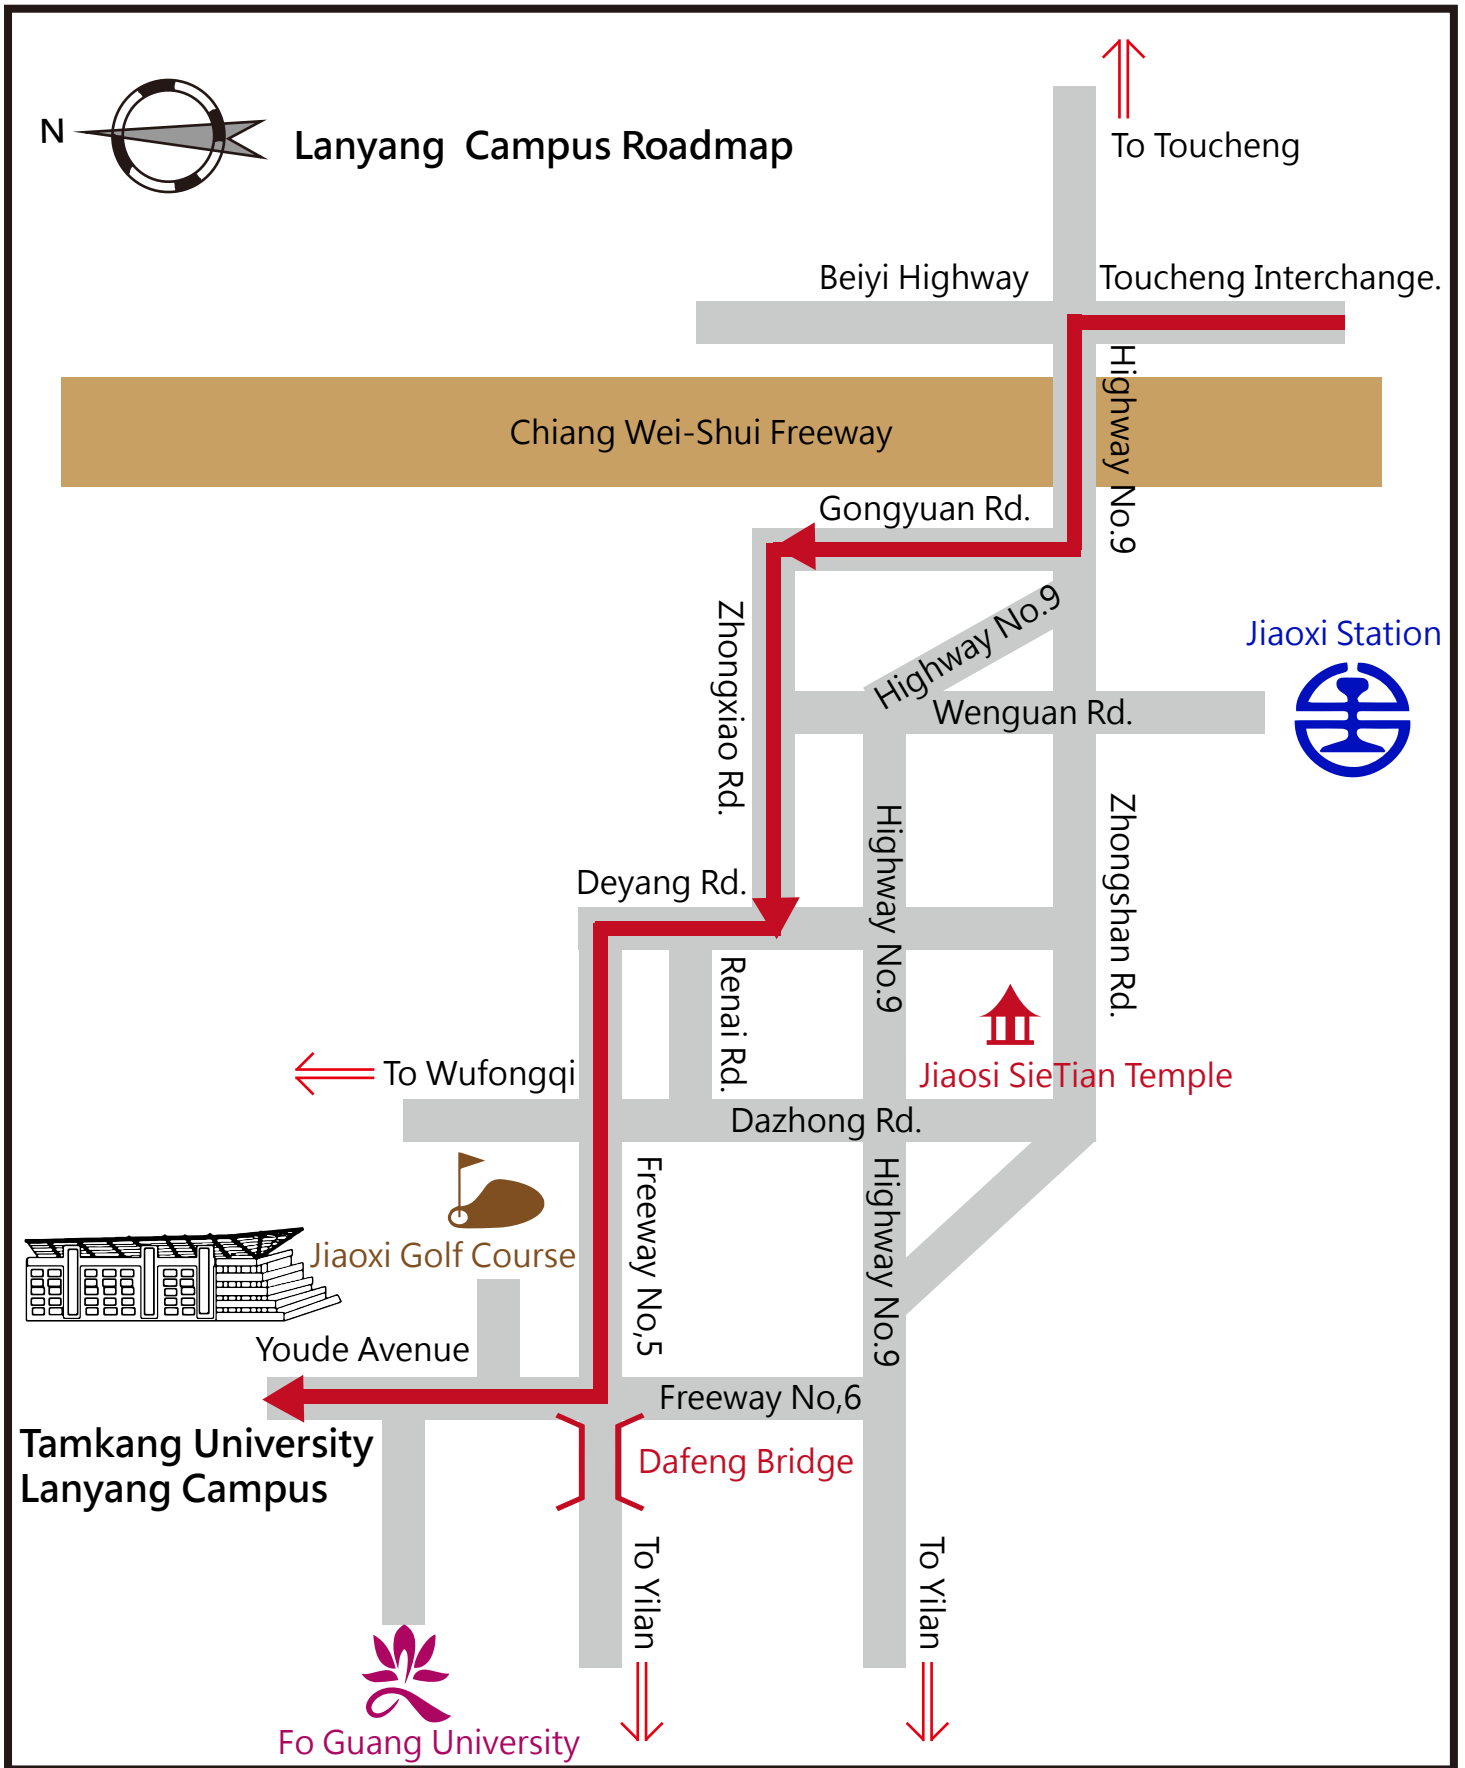 N
Lanyang Campus Roadmap
To Toucheng
Beiyi Highway
Toucheng Interchange.
Highway No.9
Chiang Wei-Shui Freeway
Gongyuan Rd.
Highway No.9
Zhongxiao Rd.
Jiaoxi Station
Wenguan Rd.
Highway No.9
Zhongshan Rd.
Deyang Rd.
Renai Rd.
To Wufongqi
Jiaosi SieTian Temple
Dazhong Rd.
Freeway No,5
Highway No.9
Jiaoxi Golf Course
Youde Avenue
Freeway No,6
Tamkang University
Lanyang Campus
Dafeng Bridge
To Yilan
To Yilan
Fo Guang University